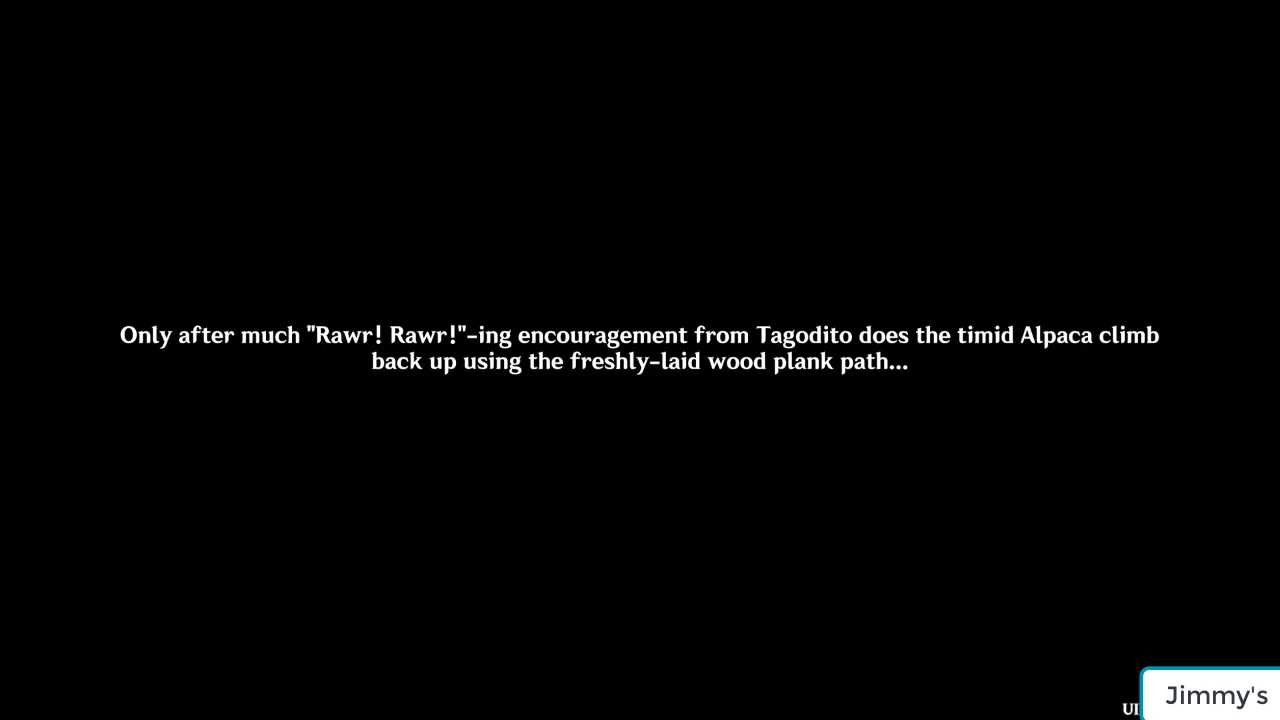 Only after much "Rawr! Rawr!"-ing encouragement from Tagodito does the timid Alpaca climb
back up using the freshly-laid wood plank path...
Jimmy's